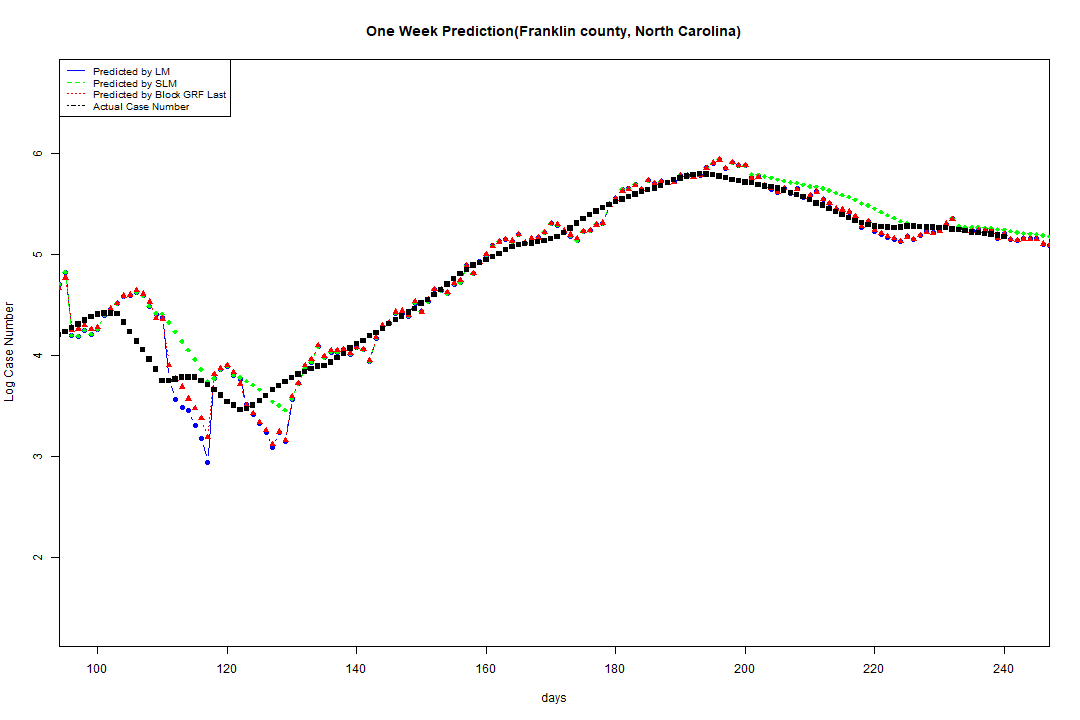 One Week Prediction(Franklin county, North Carolina)
Predicted by LM
Predicted by SLM
Predicted by Block GRF Last
Actual Case Number
6
5
4
3
2
Log Case Number
100 120 140 160 180 200 220 240
days